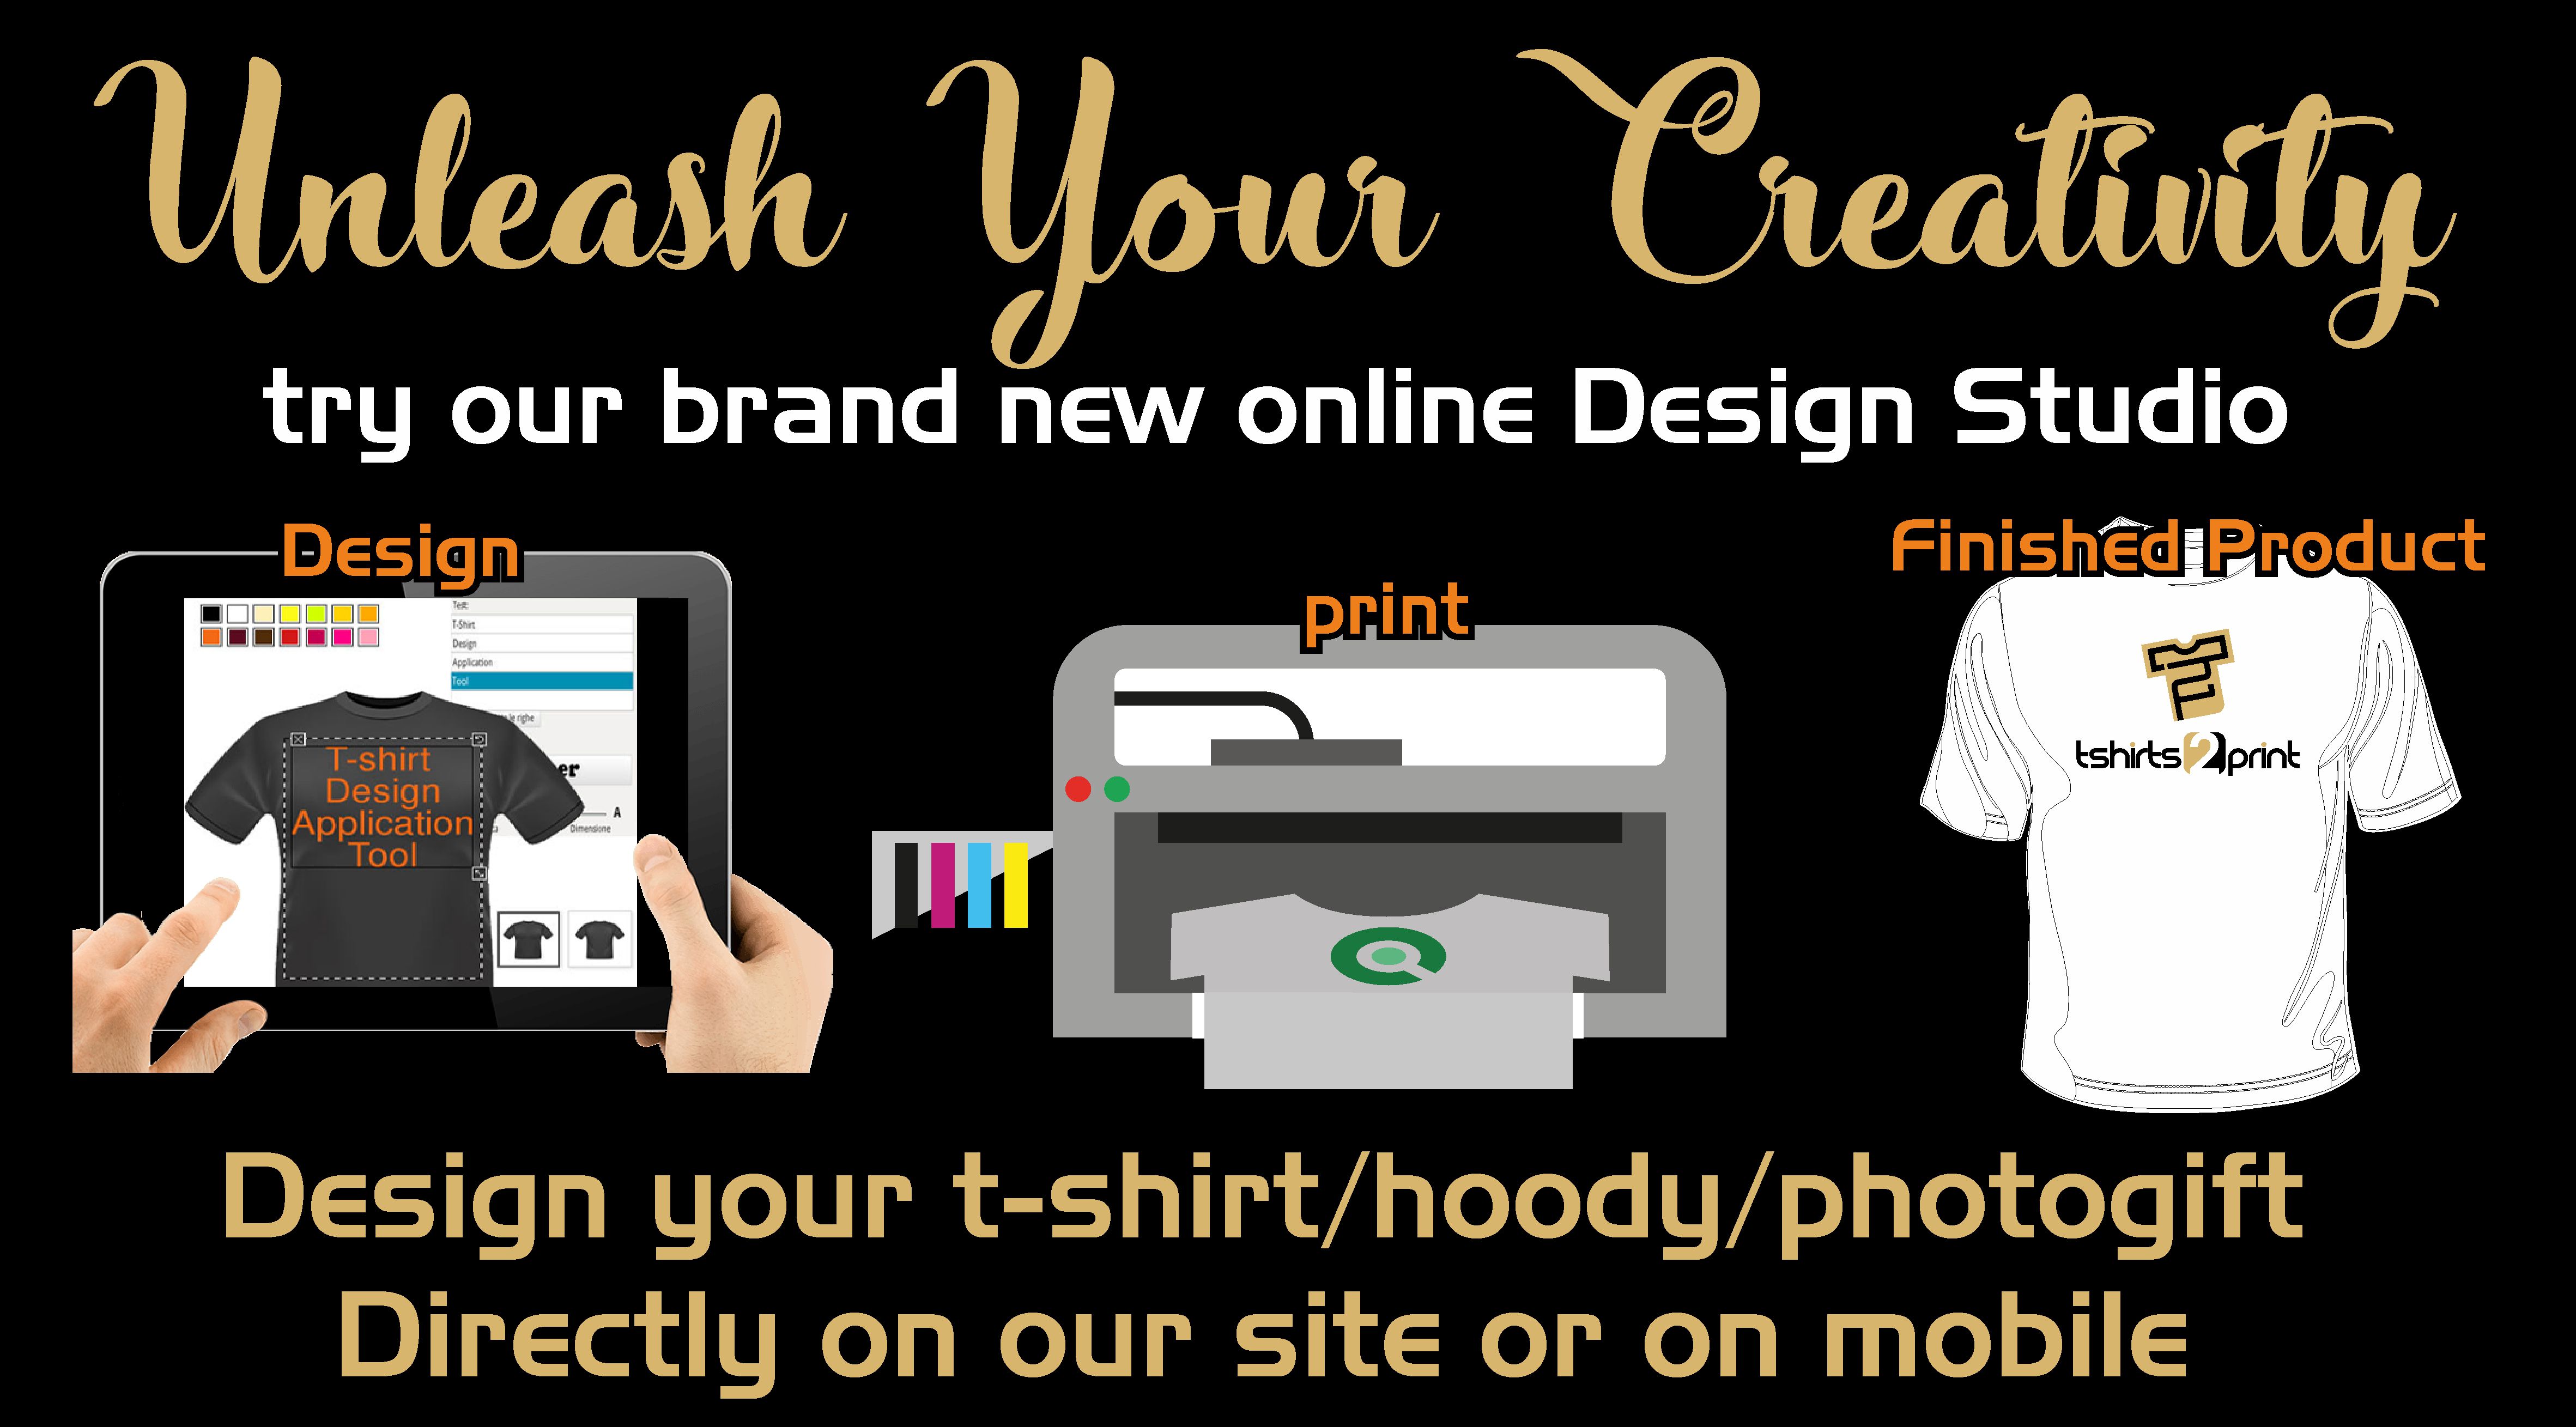 Unleash Your Creativity
try our brand new online Design Studio
Design
print
Finished Product
Test:
T-Shirt
Design
Application
Tool
le righe
er
A
Dimensione
T-shirt
Design
Application
Tool
tshirts2print
Design your t-shirt/hoody/photogift
Directly on our site or on mobile